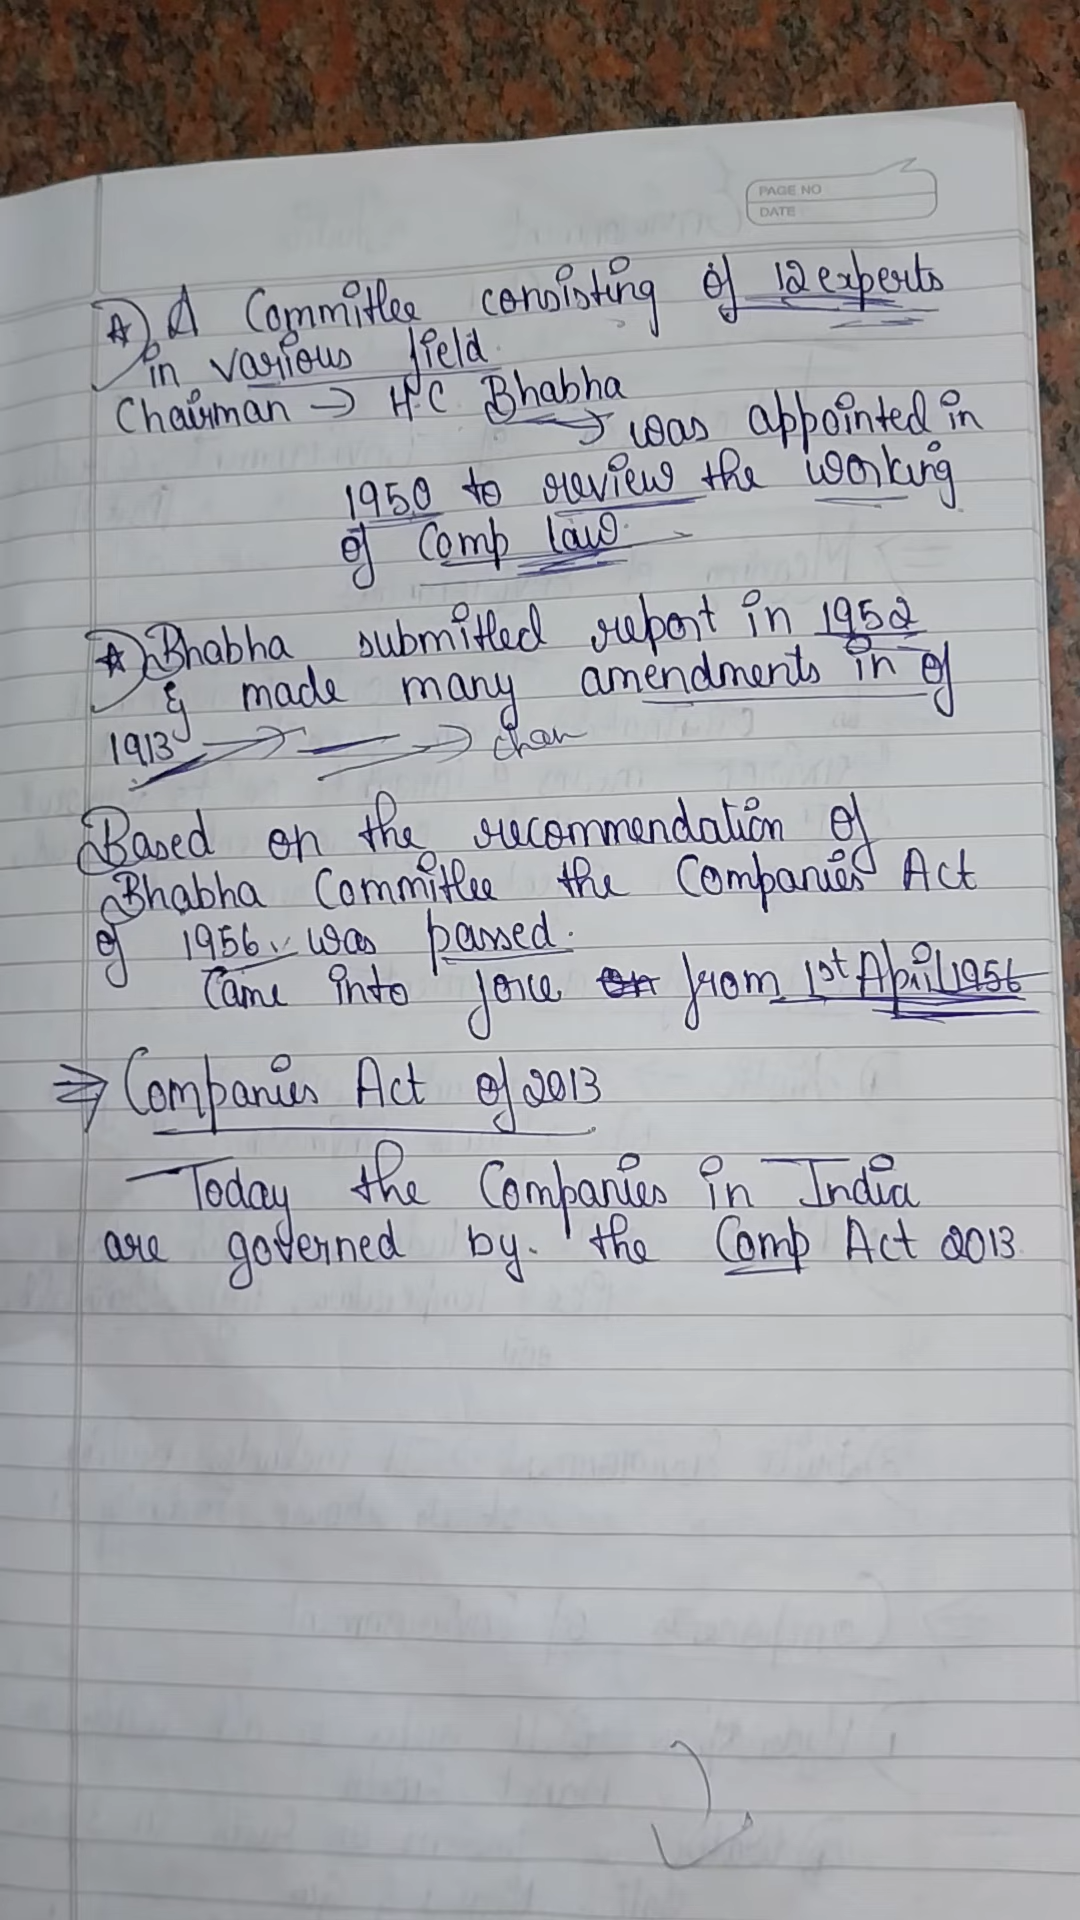 PAGE NO
DATE
☆) A Committee consisting of 12 experts
in various field.
Chairman → H.C Bhabha
→ was appointed in
1950 to review the working
of Comp law.
☆) Bhabha submitted report in 1952
& made many amendments in of
1913 → → chan
Based on the recommendation of
Bhabha Committee the Companies Act
of 1956 was passed.
Came into force from 1st April 1956
⇒ Companies Act of 2013
Today the Companies in India
are governed by. the Comp Act 2013